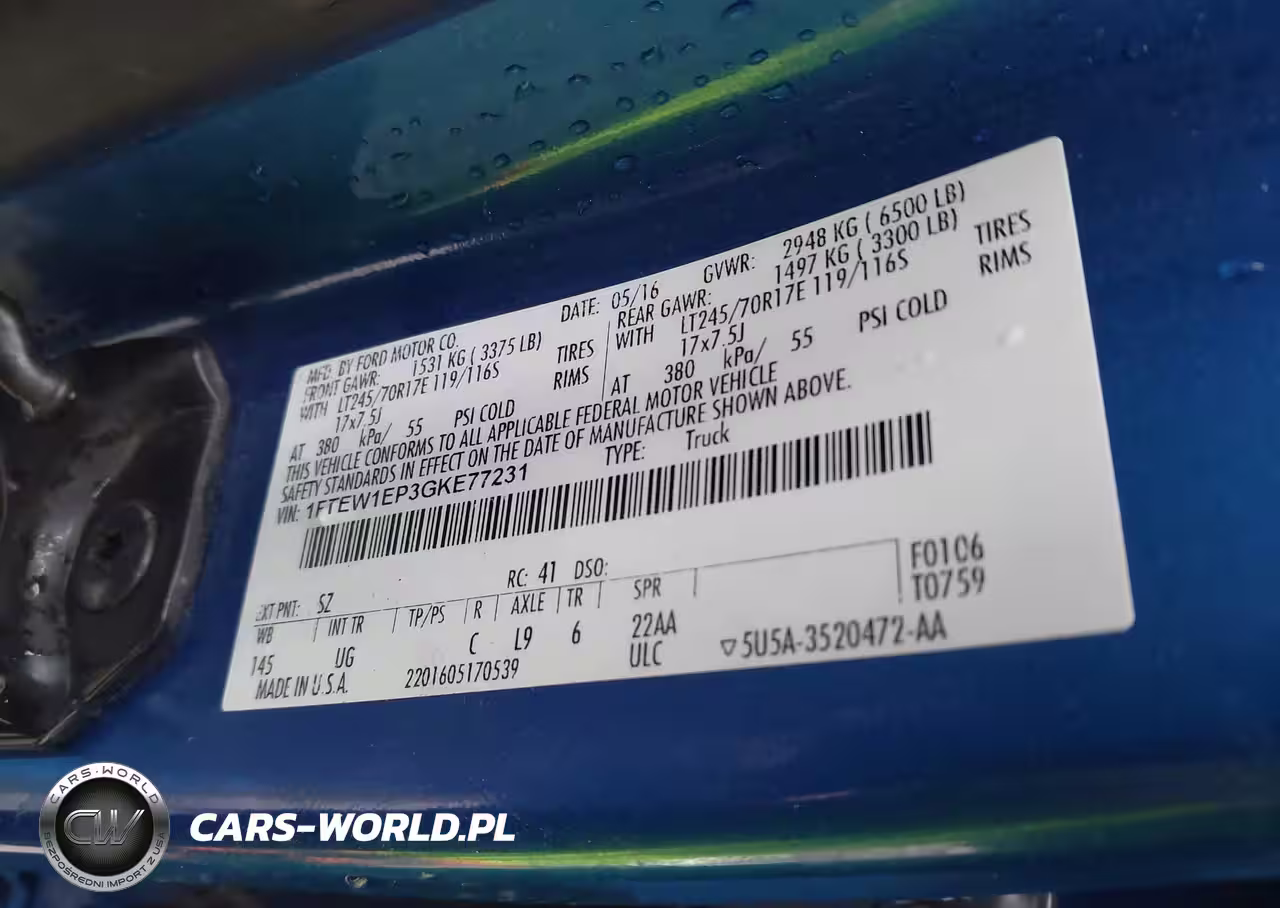 MFD. BY FORD MOTOR CO. DATE: 05/16 GVWR: 2948 KG ( 6500 LB)
FRONT GAWR: 1531 KG ( 3375 LB) REAR GAWR: 1497 KG ( 3300 LB)
WITH LT245/70R17E 119/116S TIRES WITH LT245/70R17E 119/116S TIRES
17x7.5J RIMS 17x7.5J RIMS
AT 380 kPa/ 55 PSI COLD AT 380 kPa/ 55 PSI COLD
THIS VEHICLE CONFORMS TO ALL APPLICABLE FEDERAL MOTOR VEHICLE
SAFETY STANDARDS IN EFFECT ON THE DATE OF MANUFACTURE SHOWN ABOVE.
VIN: 1FTEW1EP3GKE77231 TYPE: Truck
F0106
T0759
EXT PNT: SZ RC: 41 DSO:
WB INT TR TP/PS R AXLE TR SPR
145 UG C L9 6 22AA
MADE IN U.S.A. 2201605170539 ULC ▽5U5A-3520472-AA
CARS-WORLD
CW
BEZPOŚREDNI IMPORT Z USA
CARS-WORLD.PL